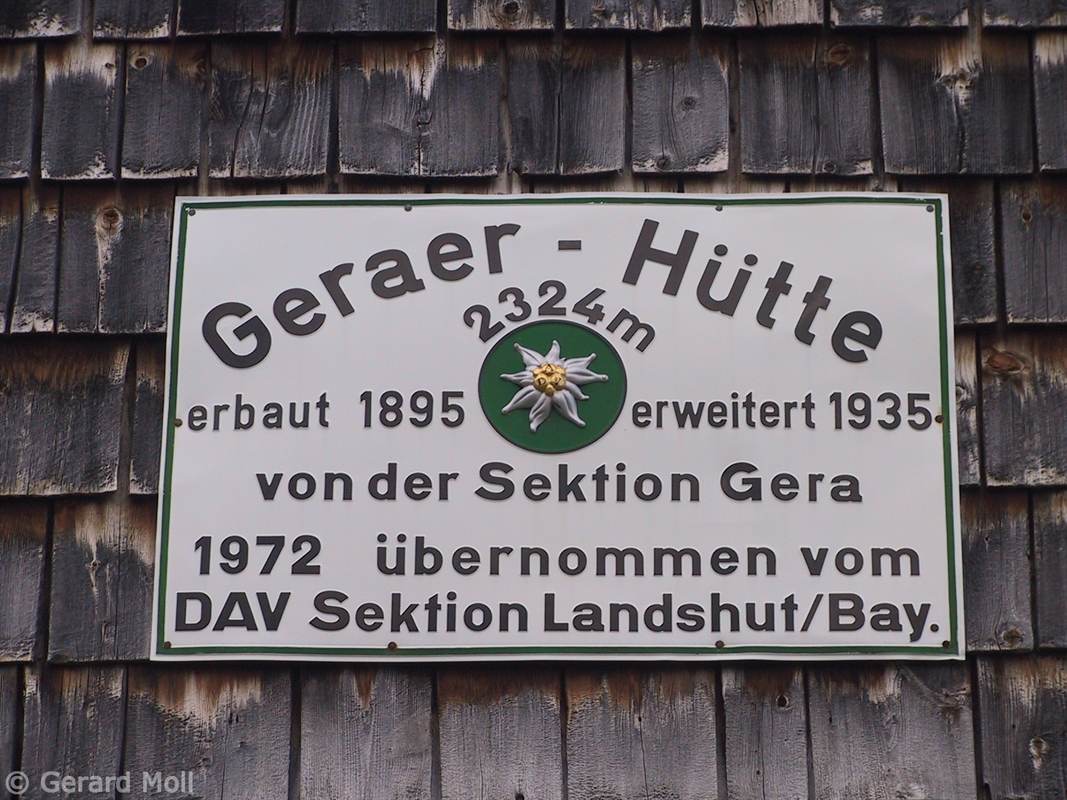 Geraer - Hütte
2324m
erbaut 1895 erweitert 1935
von der Sektion Gera
1972 übernommen vom
DAV Sektion Landshut/Bay.
© Gerard Moll